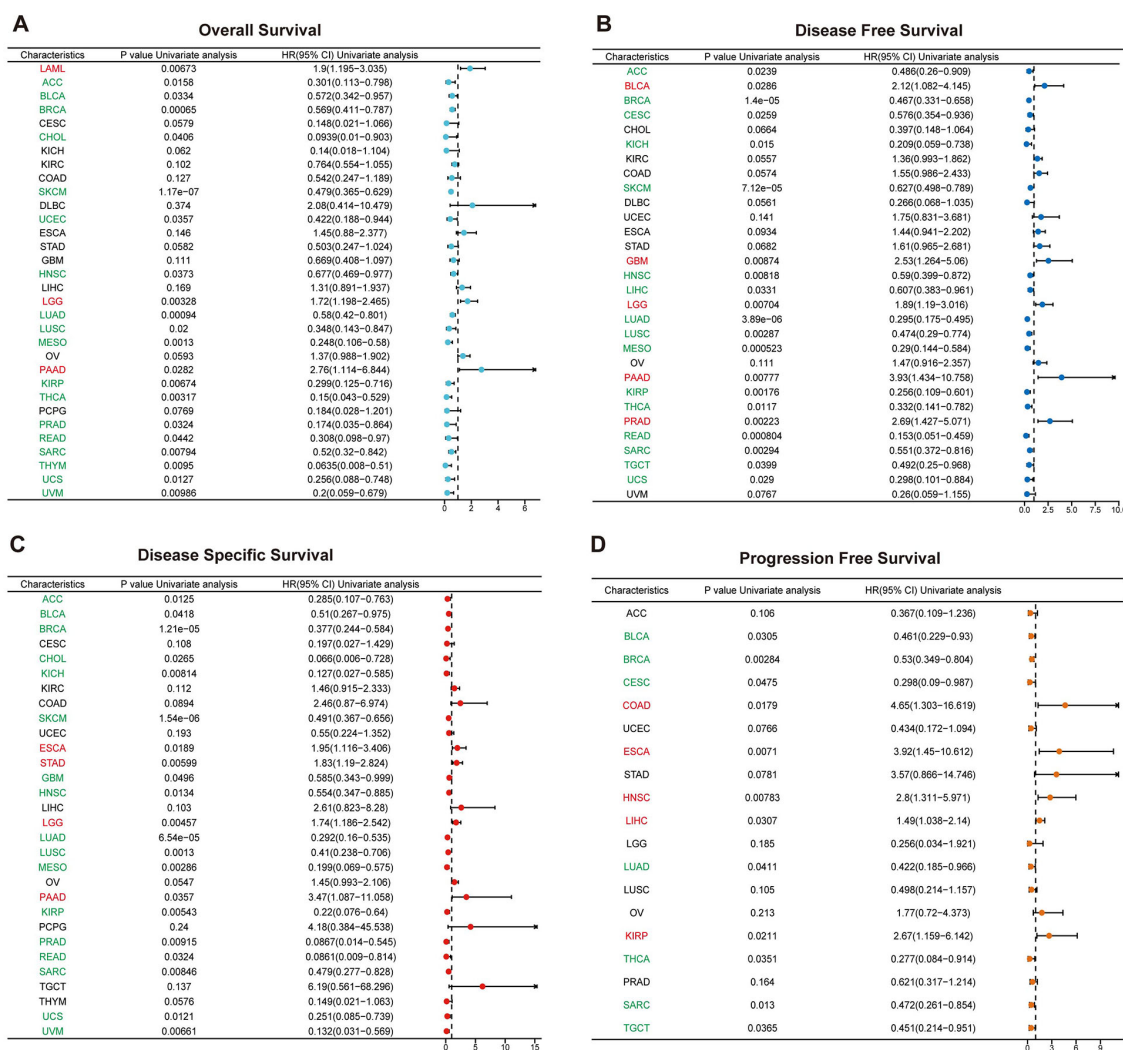 A
Overall Survival
Characteristics P value Univariate analysis HR(95% CI) Univariate analysis
LAML 0.00673 1.9(1.195−3.035)
ACC 0.0158 0.301(0.113−0.798)
BLCA 0.0334 0.572(0.342−0.957)
BRCA 0.00065 0.569(0.411−0.787)
CESC 0.0579 0.148(0.021−1.066)
CHOL 0.0406 0.0939(0.01−0.903)
KICH 0.062 0.14(0.018−1.104)
KIRC 0.102 0.764(0.554−1.055)
COAD 0.127 0.542(0.247−1.189)
SKCM 1.17e−07 0.479(0.365−0.629)
DLBC 0.374 2.08(0.414−10.479)
UCEC 0.0357 0.422(0.188−0.944)
ESCA 0.146 1.45(0.88−2.377)
STAD 0.0582 0.503(0.247−1.024)
GBM 0.111 0.669(0.408−1.097)
HNSC 0.0373 0.677(0.469−0.977)
LIHC 0.169 1.31(0.891−1.937)
LGG 0.00328 1.72(1.198−2.465)
LUAD 0.00094 0.58(0.42−0.801)
LUSC 0.02 0.348(0.143−0.847)
MESO 0.0013 0.248(0.106−0.58)
OV 0.0593 1.37(0.988−1.902)
PAAD 0.0282 2.76(1.114−6.844)
KIRP 0.00674 0.299(0.125−0.716)
THCA 0.00317 0.15(0.043−0.529)
PCPG 0.0769 0.184(0.028−1.201)
PRAD 0.0324 0.174(0.035−0.864)
READ 0.0442 0.308(0.098−0.97)
SARC 0.00794 0.52(0.32−0.842)
THYM 0.0095 0.0635(0.008−0.51)
UCS 0.0127 0.256(0.088−0.748)
UVM 0.00986 0.2(0.059−0.679)
0 2 4 6
B
Disease Free Survival
Characteristics P value Univariate analysis HR(95% CI) Univariate analysis
ACC 0.0239 0.486(0.26−0.909)
BLCA 0.0286 2.12(1.082−4.145)
BRCA 1.4e−05 0.467(0.331−0.658)
CESC 0.0259 0.576(0.354−0.936)
CHOL 0.0664 0.397(0.148−1.064)
KICH 0.015 0.209(0.059−0.738)
KIRC 0.0557 1.36(0.993−1.862)
COAD 0.0574 1.55(0.986−2.433)
SKCM 7.12e−05 0.627(0.498−0.789)
DLBC 0.0561 0.266(0.068−1.035)
UCEC 0.141 1.75(0.831−3.681)
ESCA 0.0934 1.44(0.941−2.202)
STAD 0.0682 1.61(0.965−2.681)
GBM 0.00874 2.53(1.264−5.06)
HNSC 0.00818 0.59(0.399−0.872)
LIHC 0.0331 0.607(0.383−0.961)
LGG 0.00704 1.89(1.19−3.016)
LUAD 3.89e−06 0.295(0.175−0.495)
LUSC 0.00287 0.474(0.29−0.774)
MESO 0.000523 0.29(0.144−0.584)
OV 0.111 1.47(0.916−2.357)
PAAD 0.00777 3.93(1.434−10.758)
KIRP 0.00176 0.256(0.109−0.601)
THCA 0.0117 0.332(0.141−0.782)
PRAD 0.00223 2.69(1.427−5.071)
READ 0.000804 0.153(0.051−0.459)
SARC 0.00294 0.551(0.372−0.816)
TGCT 0.0399 0.492(0.25−0.968)
UCS 0.029 0.298(0.101−0.884)
UVM 0.0767 0.26(0.059−1.155)
0 2.5 5.0 7.5 10.0
C
Disease Specific Survival
Characteristics P value Univariate analysis HR(95% CI) Univariate analysis
ACC 0.0125 0.285(0.107−0.763)
BLCA 0.0418 0.51(0.267−0.975)
BRCA 1.21e−05 0.377(0.244−0.584)
CESC 0.108 0.197(0.027−1.429)
CHOL 0.0265 0.066(0.006−0.728)
KICH 0.00814 0.127(0.027−0.585)
KIRC 0.112 1.46(0.915−2.333)
COAD 0.0894 2.46(0.87−6.974)
SKCM 1.54e−06 0.491(0.367−0.656)
UCEC 0.193 0.55(0.224−1.352)
ESCA 0.0189 1.95(1.116−3.406)
STAD 0.00599 1.83(1.19−2.824)
GBM 0.0496 0.585(0.343−0.999)
HNSC 0.0134 0.554(0.347−0.885)
LIHC 0.103 2.61(0.823−8.28)
LGG 0.00457 1.74(1.186−2.542)
LUAD 6.54e−05 0.292(0.16−0.535)
LUSC 0.0013 0.41(0.238−0.706)
MESO 0.00286 0.199(0.069−0.575)
OV 0.0547 1.45(0.993−2.106)
PAAD 0.0357 3.47(1.087−11.058)
KIRP 0.00543 0.22(0.076−0.64)
PCPG 0.24 4.18(0.384−45.538)
PRAD 0.00915 0.0867(0.014−0.545)
READ 0.0324 0.0861(0.009−0.814)
SARC 0.00846 0.479(0.277−0.828)
TGCT 0.137 6.19(0.561−68.296)
THYM 0.0576 0.149(0.021−1.063)
UCS 0.0121 0.251(0.085−0.739)
UVM 0.00661 0.132(0.031−0.569)
0 5 10 15
D
Progression Free Survival
Characteristics P value Univariate analysis HR(95% CI) Univariate analysis
ACC 0.106 0.367(0.109−1.236)
BLCA 0.0305 0.461(0.229−0.93)
BRCA 0.00284 0.53(0.349−0.804)
CESC 0.0475 0.298(0.09−0.987)
COAD 0.0179 4.65(1.303−16.619)
UCEC 0.0766 0.434(0.172−1.094)
ESCA 0.0071 3.92(1.45−10.612)
STAD 0.0781 3.57(0.866−14.746)
HNSC 0.00783 2.8(1.311−5.971)
LIHC 0.0307 1.49(1.038−2.14)
LGG 0.185 0.256(0.034−1.921)
LUAD 0.0411 0.422(0.185−0.966)
LUSC 0.105 0.498(0.214−1.157)
OV 0.213 1.77(0.72−4.373)
KIRP 0.0211 2.67(1.159−6.142)
THCA 0.0351 0.277(0.084−0.914)
PRAD 0.164 0.621(0.317−1.214)
SARC 0.013 0.472(0.261−0.854)
TGCT 0.0365 0.451(0.214−0.951)
0 3 6 9